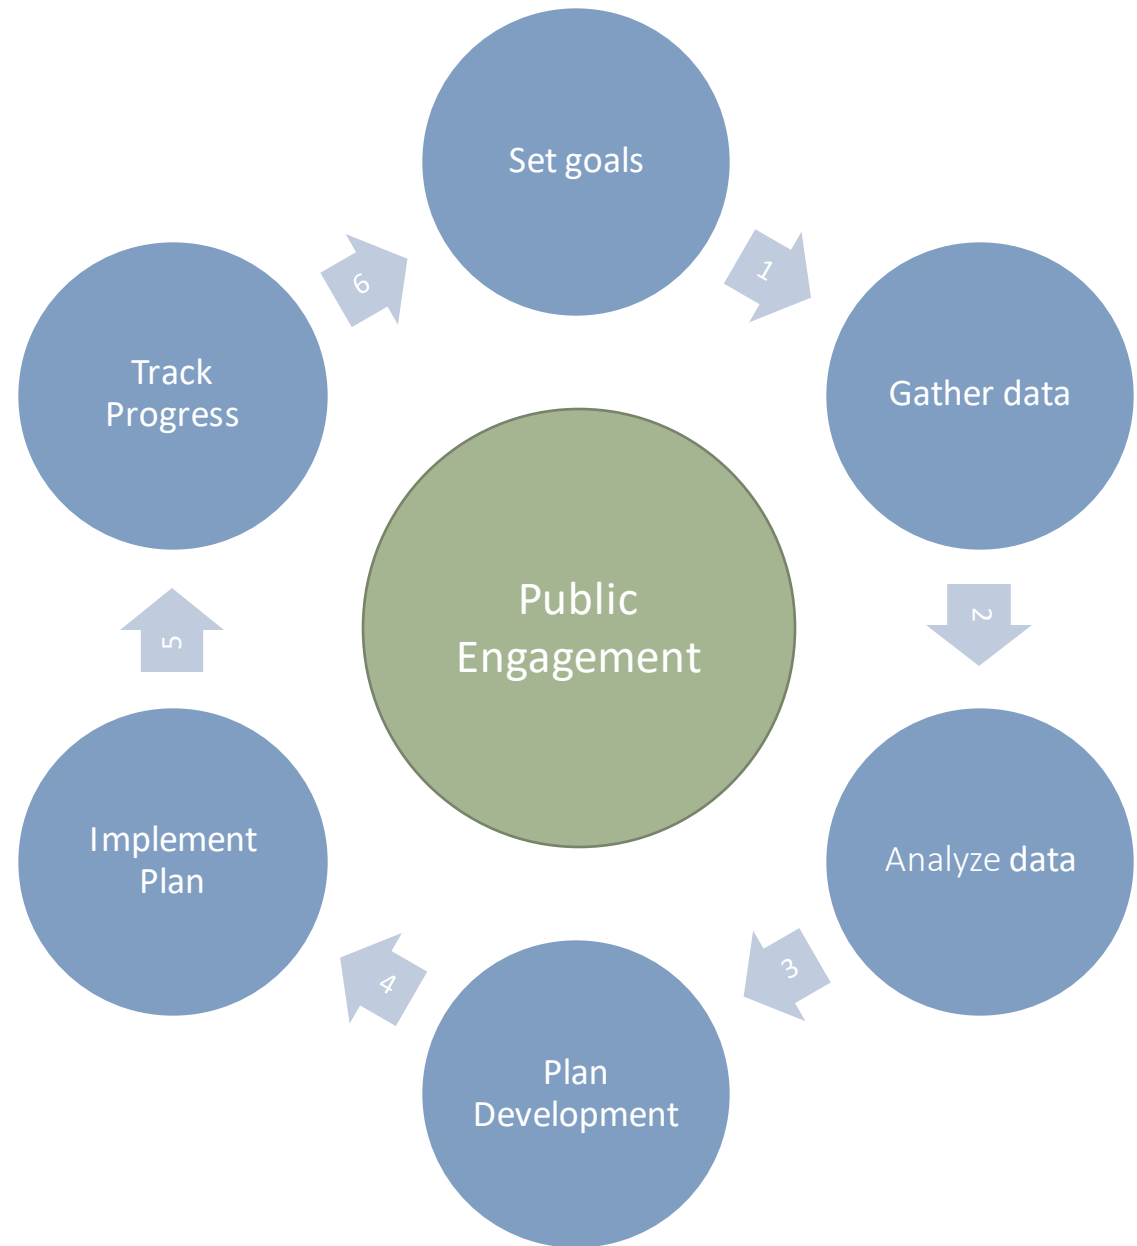 Set goals
1
Gather data
2
Analyze data
3
Plan
Development
4
Implement
Plan
5
Track
Progress
6
Public
Engagement